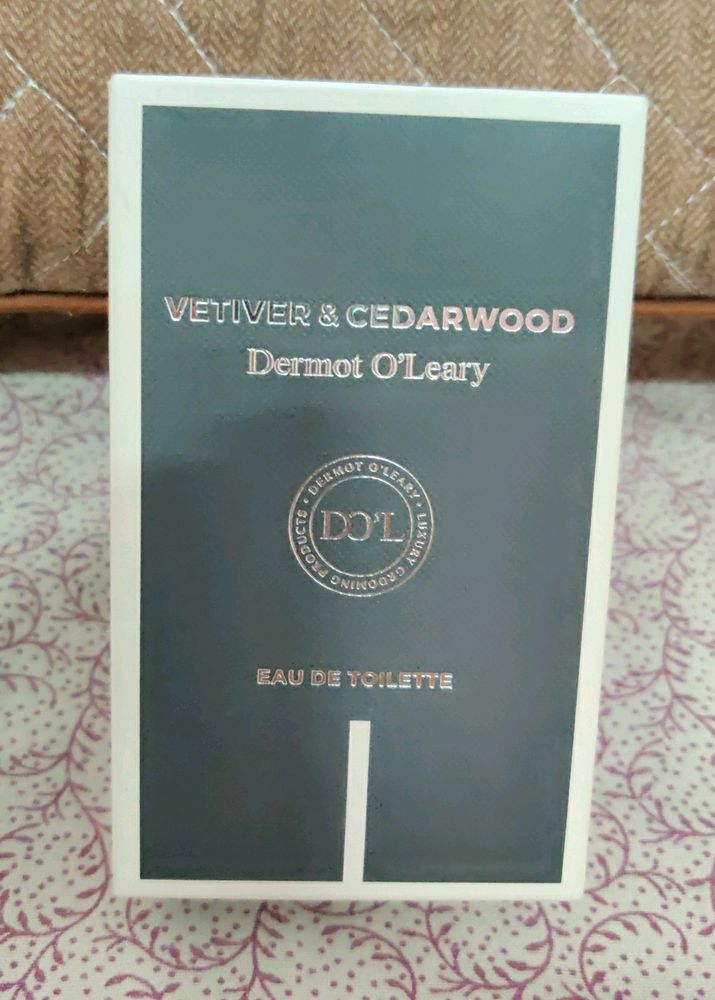 VETIVER & CEDARWOOD
Dermot O'Leary
· DERMOT O'LEARY · LUXURY GROOMING PRODUCTS
DO'L
EAU DE TOILETTE